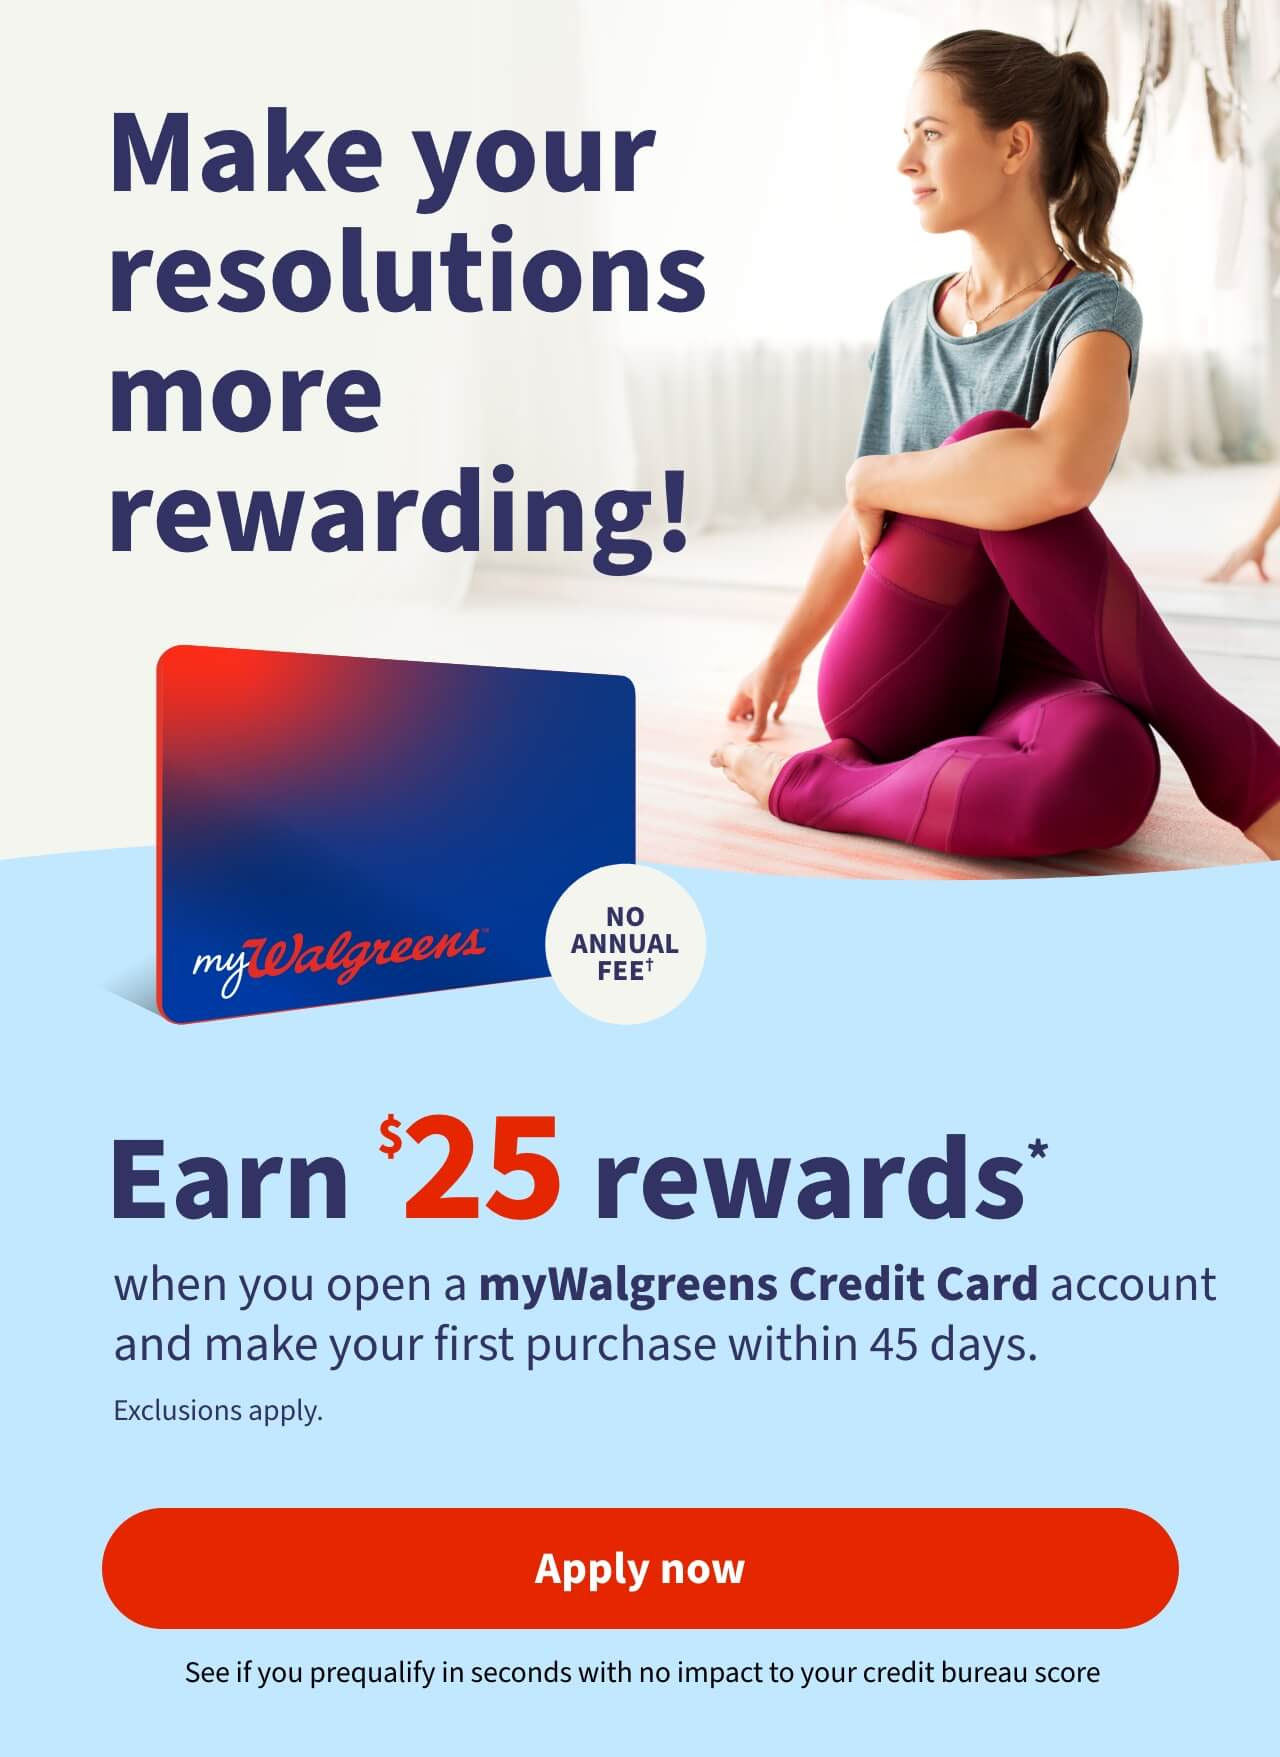 Make your
resolutions
more
rewarding!
myWalgreens™
NO
ANNUAL
FEE†
Earn $25 rewards*
when you open a myWalgreens Credit Card account
and make your first purchase within 45 days.
Exclusions apply.
Apply now
See if you prequalify in seconds with no impact to your credit bureau score